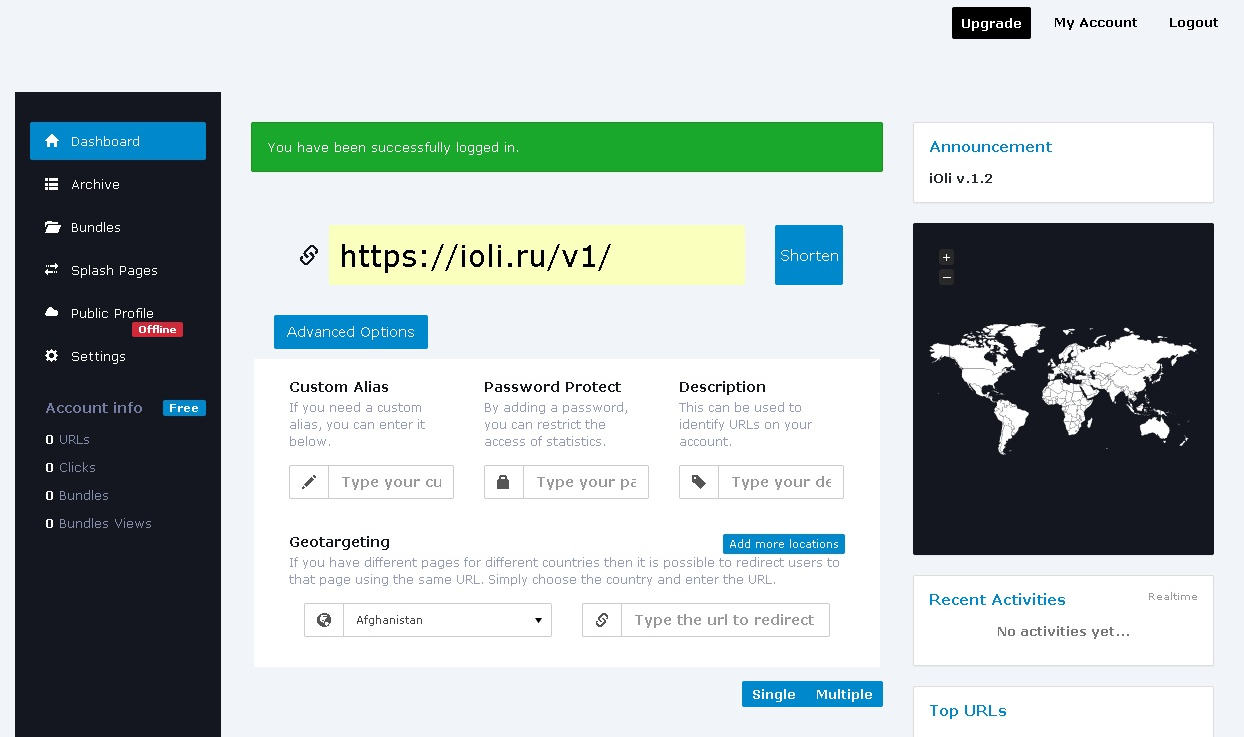 Upgrade My Account Logout
Dashboard
Archive
Bundles
Splash Pages
Public Profile
Offline
Settings
Account info Free
0 URLs
0 Clicks
0 Bundles
0 Bundles Views
You have been successfully logged in.
https://ioli.ru/v1/
Shorten
Advanced Options
Custom Alias
If you need a custom
alias, you can enter it
below.
Type your cu
Password Protect
By adding a password,
you can restrict the
access of statistics.
Type your pa
Description
This can be used to
identify URLs on your
account.
Type your de
Geotargeting
Add more locations
If you have different pages for different countries then it is possible to redirect users to
that page using the same URL. Simply choose the country and enter the URL.
Afghanistan
Type the url to redirect
Single Multiple
Announcement
iOli v.1.2
+
−
Recent Activities
Realtime
No activities yet...
Top URLs